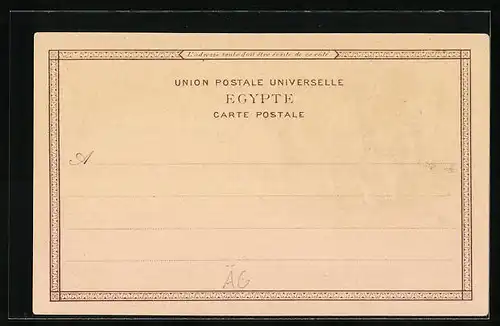 L'adresse seule doit être écrite de ce côté
UNION POSTALE UNIVERSELLE
EGYPTE
CARTE POSTALE
A
ÄG